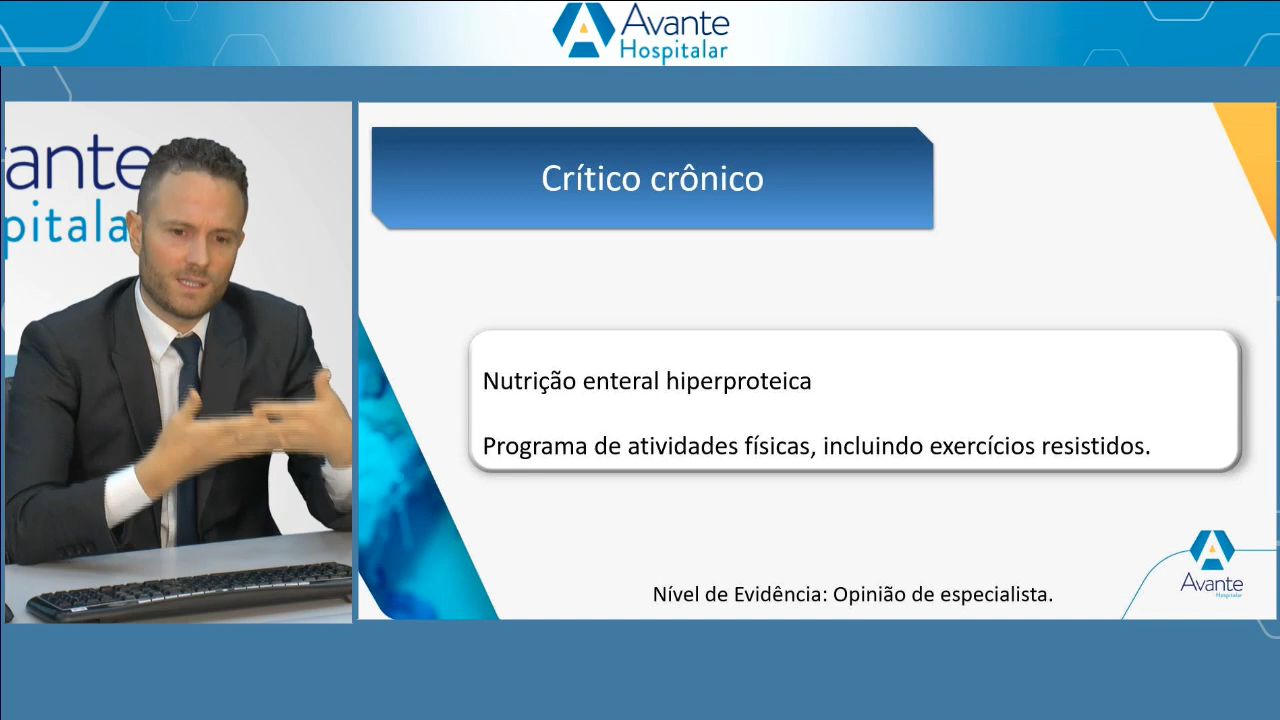 Avante
Hospitalar
ante
pitala
Crítico crônico
Nutrição enteral hiperproteica
Programa de atividades físicas, incluindo exercícios resistidos.
Nível de Evidência: Opinião de especialista.
Avante
Hospitalar